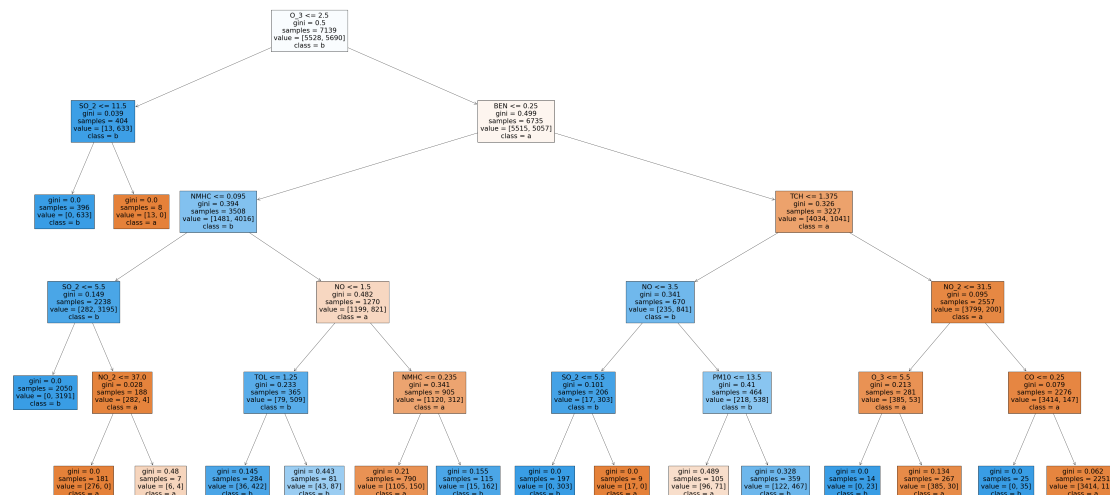 O_3 <= 2.5
gini = 0.5
samples = 7139
value = [5528, 5690]
class = b
SO_2 <= 11.5
gini = 0.039
samples = 404
value = [13, 633]
class = b
BEN <= 0.25
gini = 0.499
samples = 6735
value = [5515, 5057]
class = a
gini = 0.0
samples = 396
value = [0, 633]
class = b
gini = 0.0
samples = 8
value = [13, 0]
class = a
NMHC <= 0.095
gini = 0.394
samples = 3508
value = [1481, 4016]
class = b
TCH <= 1.375
gini = 0.326
samples = 3227
value = [4034, 1041]
class = a
SO_2 <= 5.5
gini = 0.149
samples = 2238
value = [282, 3195]
class = b
NO <= 1.5
gini = 0.482
samples = 1270
value = [1199, 821]
class = a
NO <= 3.5
gini = 0.341
samples = 670
value = [235, 841]
class = b
NO_2 <= 31.5
gini = 0.095
samples = 2557
value = [3799, 200]
class = a
gini = 0.0
samples = 2050
value = [0, 3191]
class = b
NO_2 <= 37.0
gini = 0.028
samples = 188
value = [282, 4]
class = a
TOL <= 1.25
gini = 0.233
samples = 365
value = [79, 509]
class = b
NMHC <= 0.235
gini = 0.341
samples = 905
value = [1120, 312]
class = a
SO_2 <= 5.5
gini = 0.101
samples = 206
value = [17, 303]
class = b
PM10 <= 13.5
gini = 0.41
samples = 464
value = [218, 538]
class = b
O_3 <= 5.5
gini = 0.213
samples = 281
value = [385, 53]
class = a
CO <= 0.25
gini = 0.079
samples = 2276
value = [3414, 147]
class = a
gini = 0.0
samples = 181
value = [276, 0]
class = a
gini = 0.48
samples = 7
value = [6, 4]
class = a
gini = 0.145
samples = 284
value = [36, 422]
class = b
gini = 0.443
samples = 81
value = [43, 87]
class = b
gini = 0.21
samples = 790
value = [1105, 150]
class = a
gini = 0.155
samples = 115
value = [15, 162]
class = b
gini = 0.0
samples = 197
value = [0, 303]
class = b
gini = 0.0
samples = 9
value = [17, 0]
class = a
gini = 0.489
samples = 105
value = [96, 71]
class = a
gini = 0.328
samples = 359
value = [122, 467]
class = b
gini = 0.0
samples = 14
value = [0, 23]
class = b
gini = 0.134
samples = 267
value = [385, 30]
class = a
gini = 0.0
samples = 25
value = [0, 35]
class = b
gini = 0.062
samples = 2251
value = [3414, 11
class = a